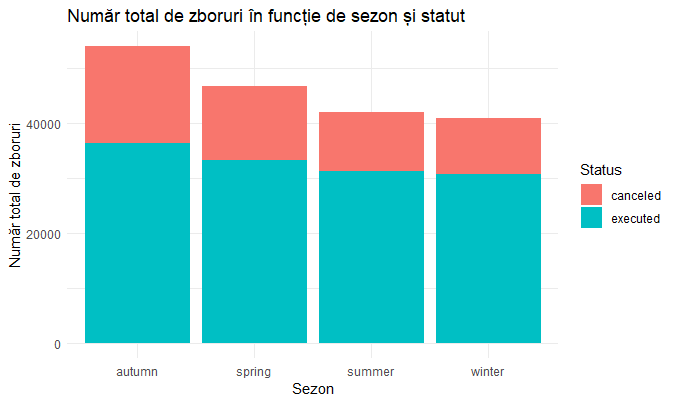 Număr total de zboruri în funcție de sezon și statut
Număr total de zboruri
40000
20000
0
autumn
spring
summer
winter
Sezon
Status
canceled
executed